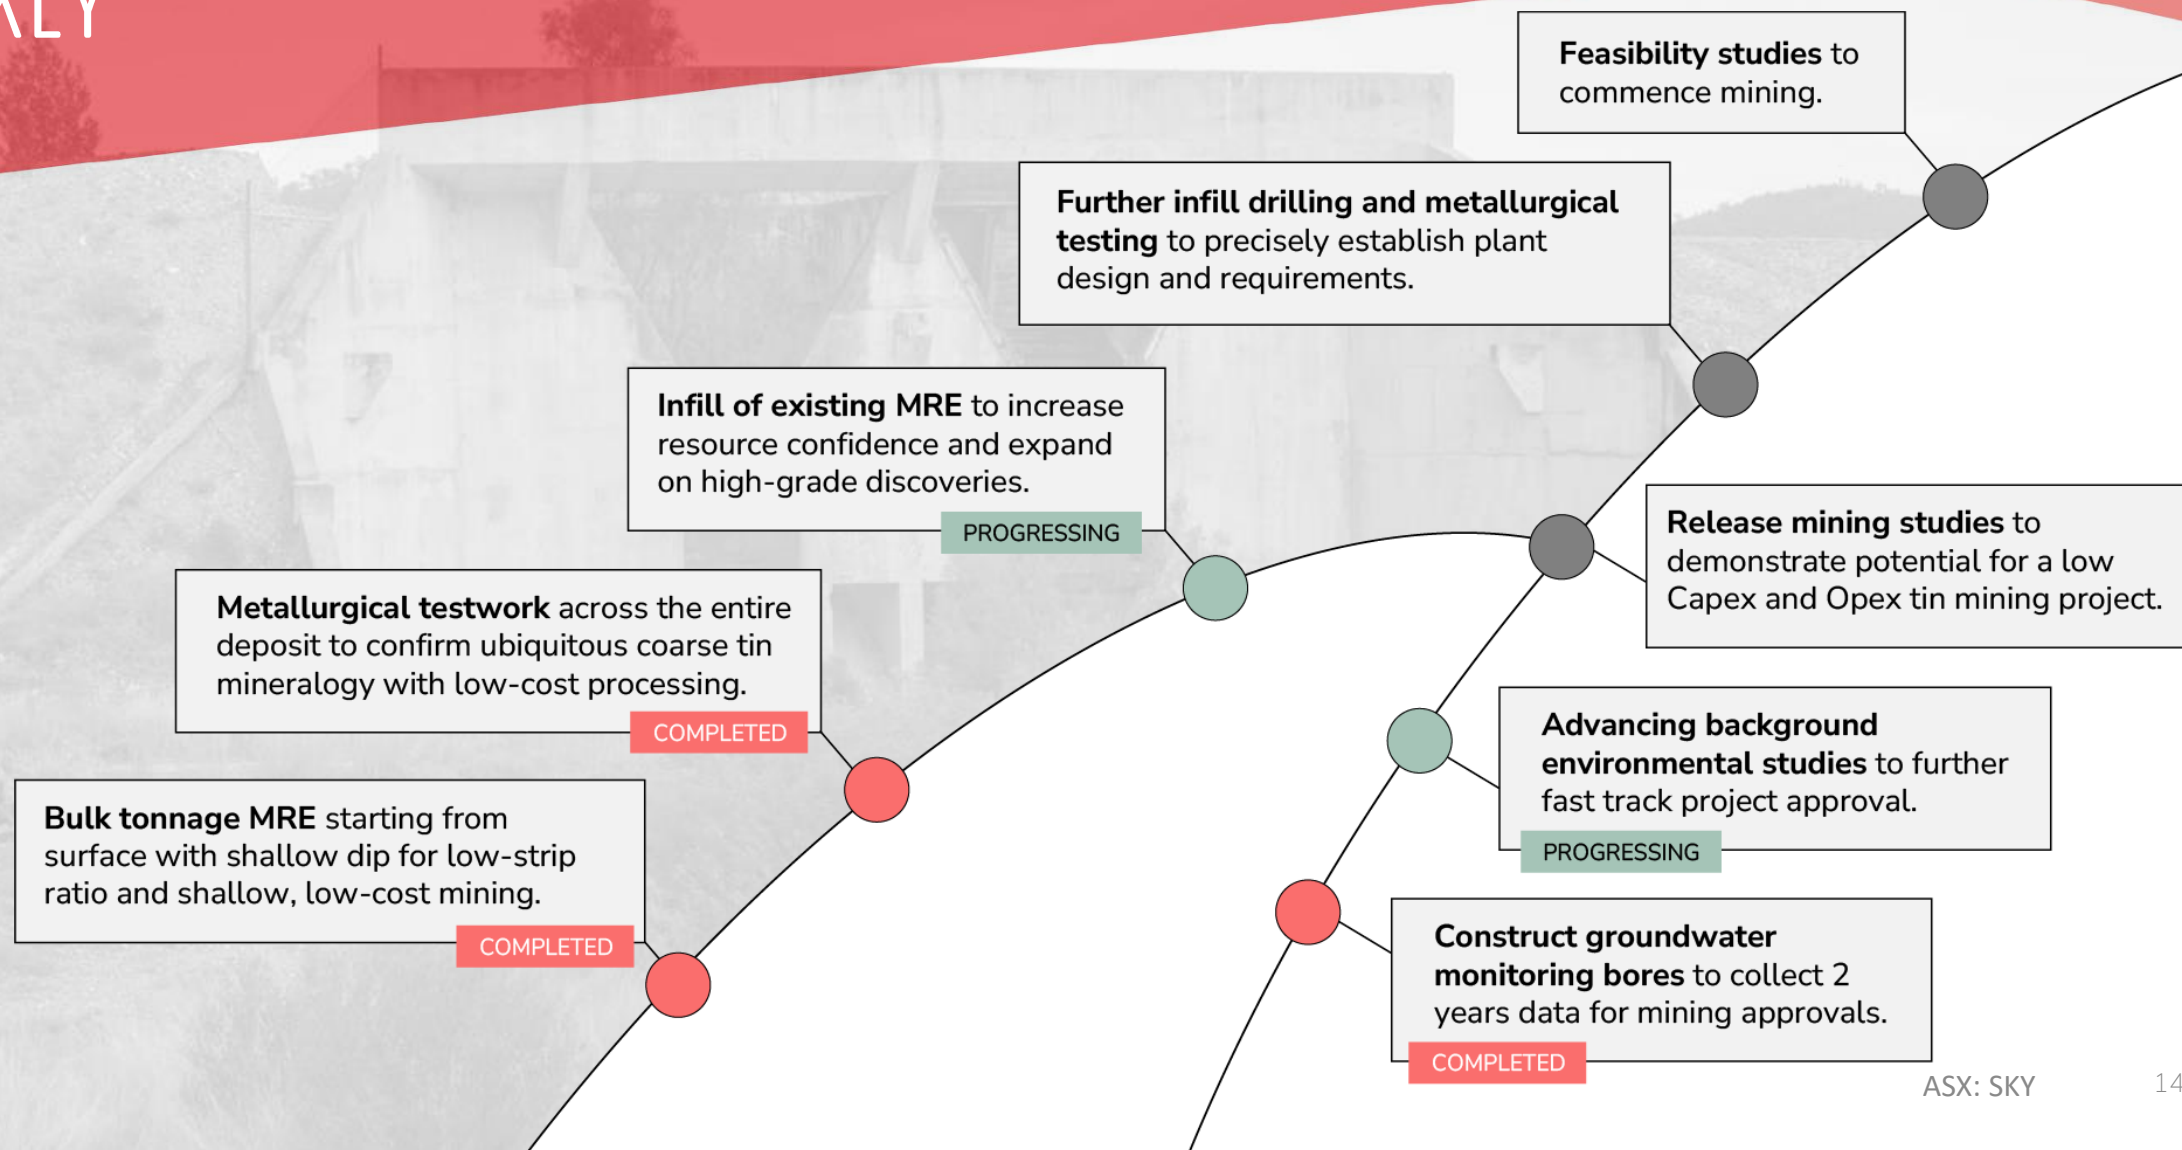 Feasibility studies to
commence mining.
Further infill drilling and metallurgical
testing to precisely establish plant
design and requirements.
Infill of existing MRE to increase
resource confidence and expand
on high-grade discoveries.
PROGRESSING
Release mining studies to
demonstrate potential for a low
Capex and Opex tin mining project.
Metallurgical testwork across the entire
deposit to confirm ubiquitous coarse tin
mineralogy with low-cost processing.
COMPLETED
Advancing background
environmental studies to further
fast track project approval.
PROGRESSING
Bulk tonnage MRE starting from
surface with shallow dip for low-strip
ratio and shallow, low-cost mining.
COMPLETED
Construct groundwater
monitoring bores to collect 2
years data for mining approvals.
COMPLETED
ASX: SKY
14